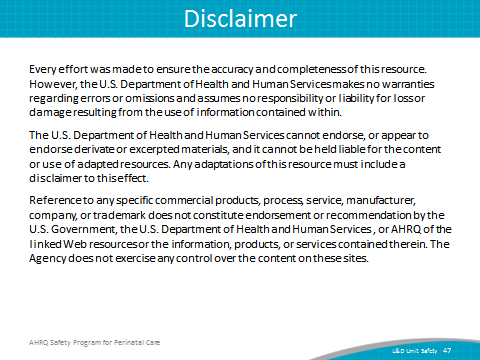 Disclaimer
Every effort was made to ensure the accuracy and completeness of this resource.
However, the U.S. Department of Health and Human Services makes no warranties
regarding errors or omissions and assumes no responsibility or liability for loss or
damage resulting from the use of information contained within.
The U.S. Department of Health and Human Services cannot endorse, or appear to
endorse derivate or excerpted materials, and it cannot be held liable for the content
or use of adapted resources. Any adaptations of this resource must include a
disclaimer to this effect.
Reference to any specific commercial products, process, service, manufacturer,
company, or trademark does not constitute endorsement or recommendation by the
U.S. Government, the U.S. Department of Health and Human Services, or AHRQ of the
linked Web resources or the information, products, or services contained therein. The
Agency does not exercise any control over the content on these sites.
AHRQ Safety Program for Perinatal Care
L&D Unit Safety 47